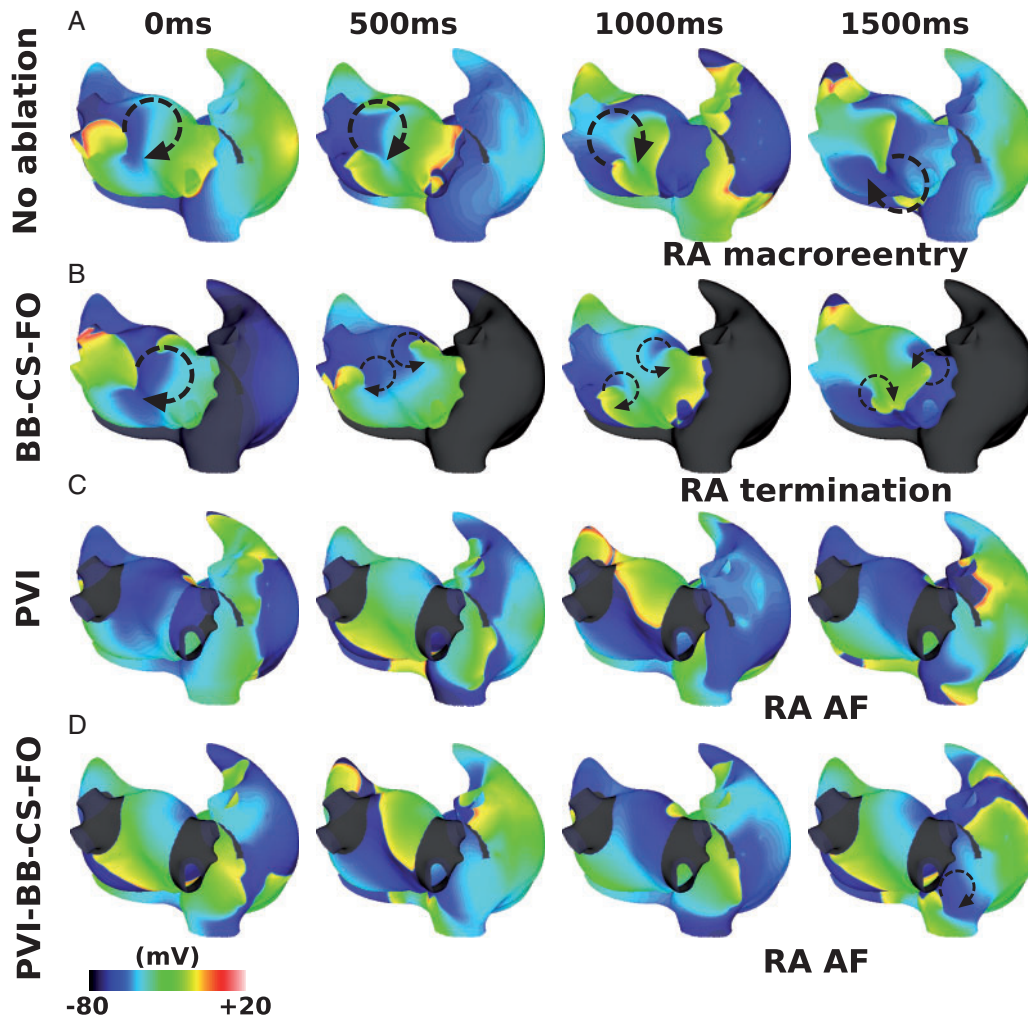 A
0ms 500ms 1000ms 1500ms
No ablation
RA macroreentry
B
BB-CS-FO
RA termination
C
PVI
RA AF
D
PVI-BB-CS-FO
RA AF
(mV)
-80 +20